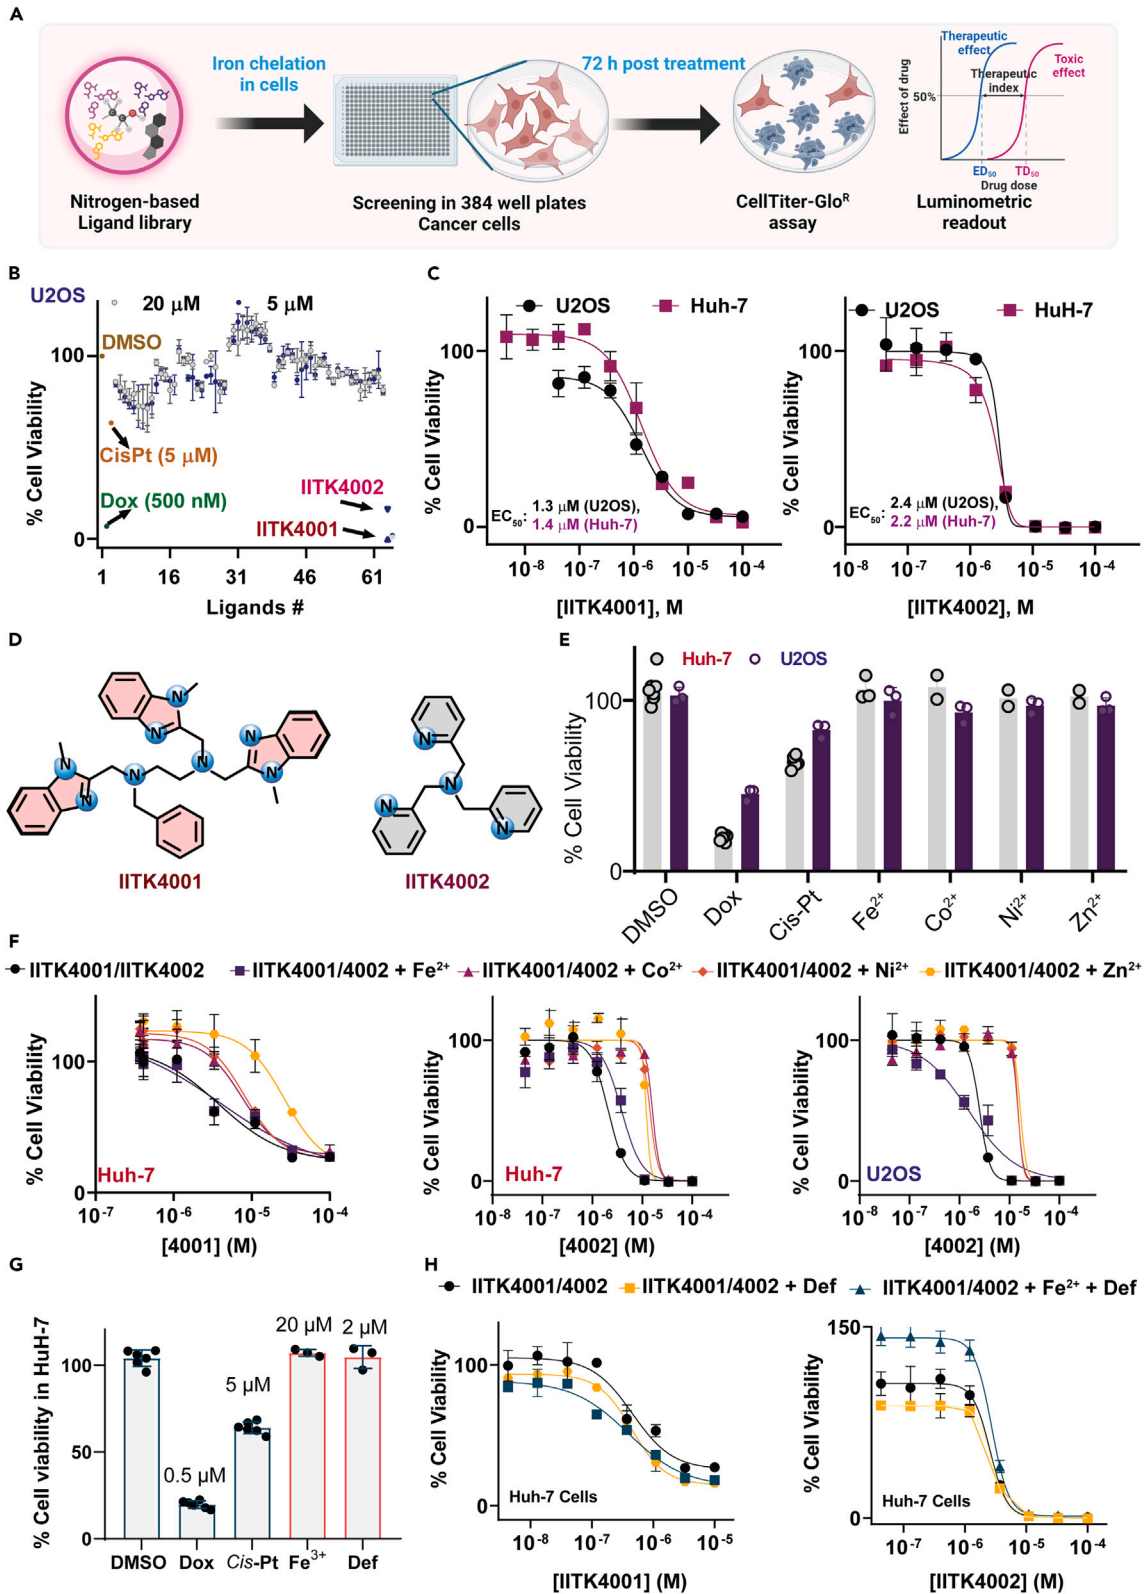 A
Iron chelation
in cells
72 h post treatment
Therapeutic
effect
Toxic
effect
Therapeutic
index
50%
Effect of drug
ED50
TD50
Drug dose
Nitrogen-based
Ligand library
Screening in 384 well plates
Cancer cells
CellTiter-Glo^R
assay
Luminometric
readout
B
U2OS
20 μM
5 μM
DMSO
CisPt (5 μM)
Dox (500 nM)
IITK4002
IITK4001
% Cell Viability
100
0
1 16 31 46 61
Ligands #
C
U2OS Huh-7
% Cell Viability
100
0
EC50: 1.3 μM (U2OS),
1.4 μM (Huh-7)
10^-8 10^-7 10^-6 10^-5 10^-4
[IITK4001], M
U2OS HuH-7
% Cell Viability
100
0
EC50: 2.4 μM (U2OS),
2.2 μM (Huh-7)
10^-8 10^-7 10^-6 10^-5 10^-4
[IITK4002], M
D
N N N N N N N N
IITK4001
N N N N
IITK4002
E
Huh-7 U2OS
% Cell Viability
100
0
DMSO Dox Cis-Pt Fe2+ Co2+ Ni2+ Zn2+
F
IITK4001/IITK4002 IITK4001/4002 + Fe2+ IITK4001/4002 + Co2+ IITK4001/4002 + Ni2+ IITK4001/4002 + Zn2+
% Cell Viability
100
0
Huh-7
10^-7 10^-6 10^-5 10^-4
[4001] (M)
% Cell Viability
100
0
Huh-7
10^-8 10^-7 10^-6 10^-5 10^-4
[4002] (M)
% Cell Viability
100
0
U2OS
10^-8 10^-7 10^-6 10^-5 10^-4
[4002] (M)
G
% Cell viability in HuH-7
100
50
0
0.5 μM
5 μM
20 μM
2 μM
DMSO Dox Cis-Pt Fe3+ Def
H
IITK4001/4002 IITK4001/4002 + Def IITK4001/4002 + Fe2+ + Def
% Cell Viability
100
0
Huh-7 Cells
10^-8 10^-7 10^-6 10^-5
[IITK4001] (M)
% Cell Viability
150
0
Huh-7 Cells
10^-7 10^-6 10^-5 10^-4
[IITK4002] (M)